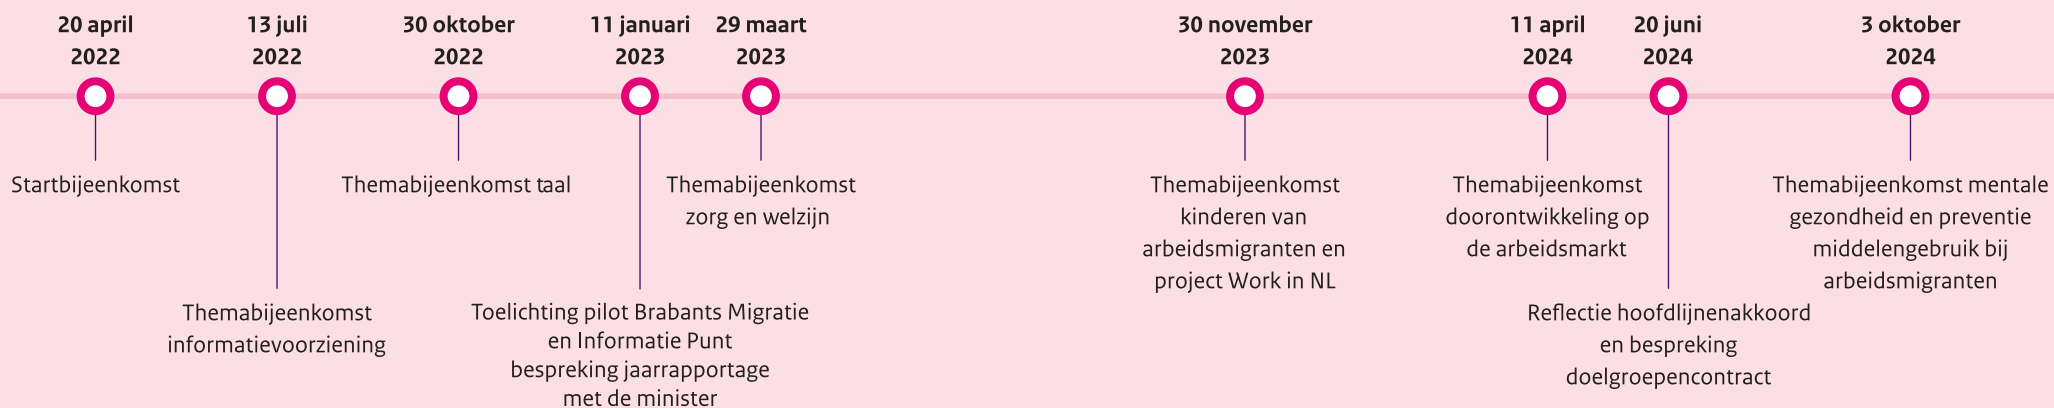 20 april
2022
Startbijeenkomst
13 juli
2022
Themabijeenkomst
informatievoorziening
30 oktober
2022
Themabijeenkomst taal
11 januari
2023
Toelichting pilot Brabants Migratie
en Informatie Punt
bespreking jaarrapportage
met de minister
29 maart
2023
Themabijeenkomst
zorg en welzijn
30 november
2023
Themabijeenkomst
kinderen van
arbeidsmigranten en
project Work in NL
11 april
2024
Themabijeenkomst
doorontwikkeling op
de arbeidsmarkt
20 juni
2024
Reflectie hoofdlijnenakkoord
en bespreking
doelgroepencontract
3 oktober
2024
Themabijeenkomst mentale
gezondheid en preventie
middelengebruik bij
arbeidsmigranten